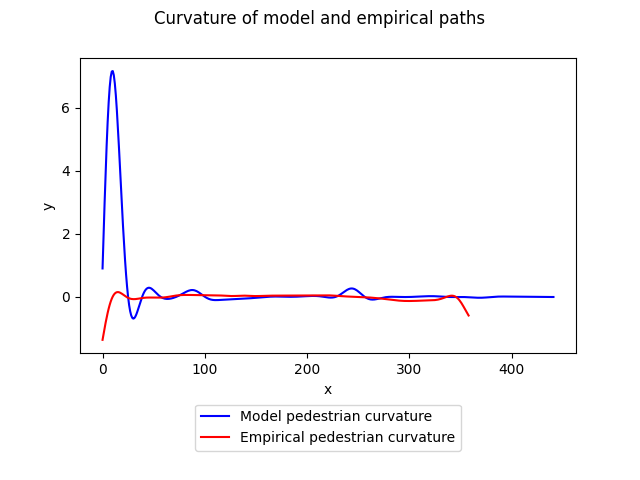 Curvature of model and empirical paths
6
4
2
0
y
0 100 200 300 400
x
Model pedestrian curvature
Empirical pedestrian curvature